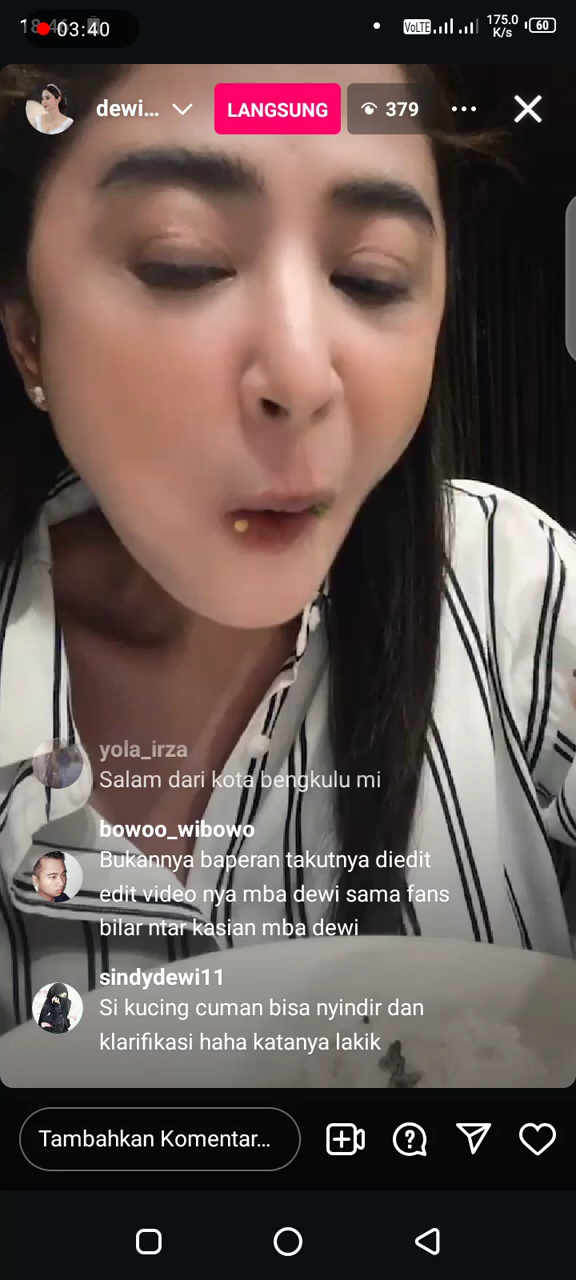 03:40
VoLTE
175.0
K/s
60
dewi...
LANGSUNG
379
yola_irza
Salam dari kota bengkulu mi
bowoo_wibowo
Bukannya baperan takutnya diedit
edit video nya mba dewi sama fans
bilar ntar kasian mba dewi
sindydewi11
Si kucing cuman bisa nyindir dan
klarifikasi haha katanya lakik
Tambahkan Komentar...